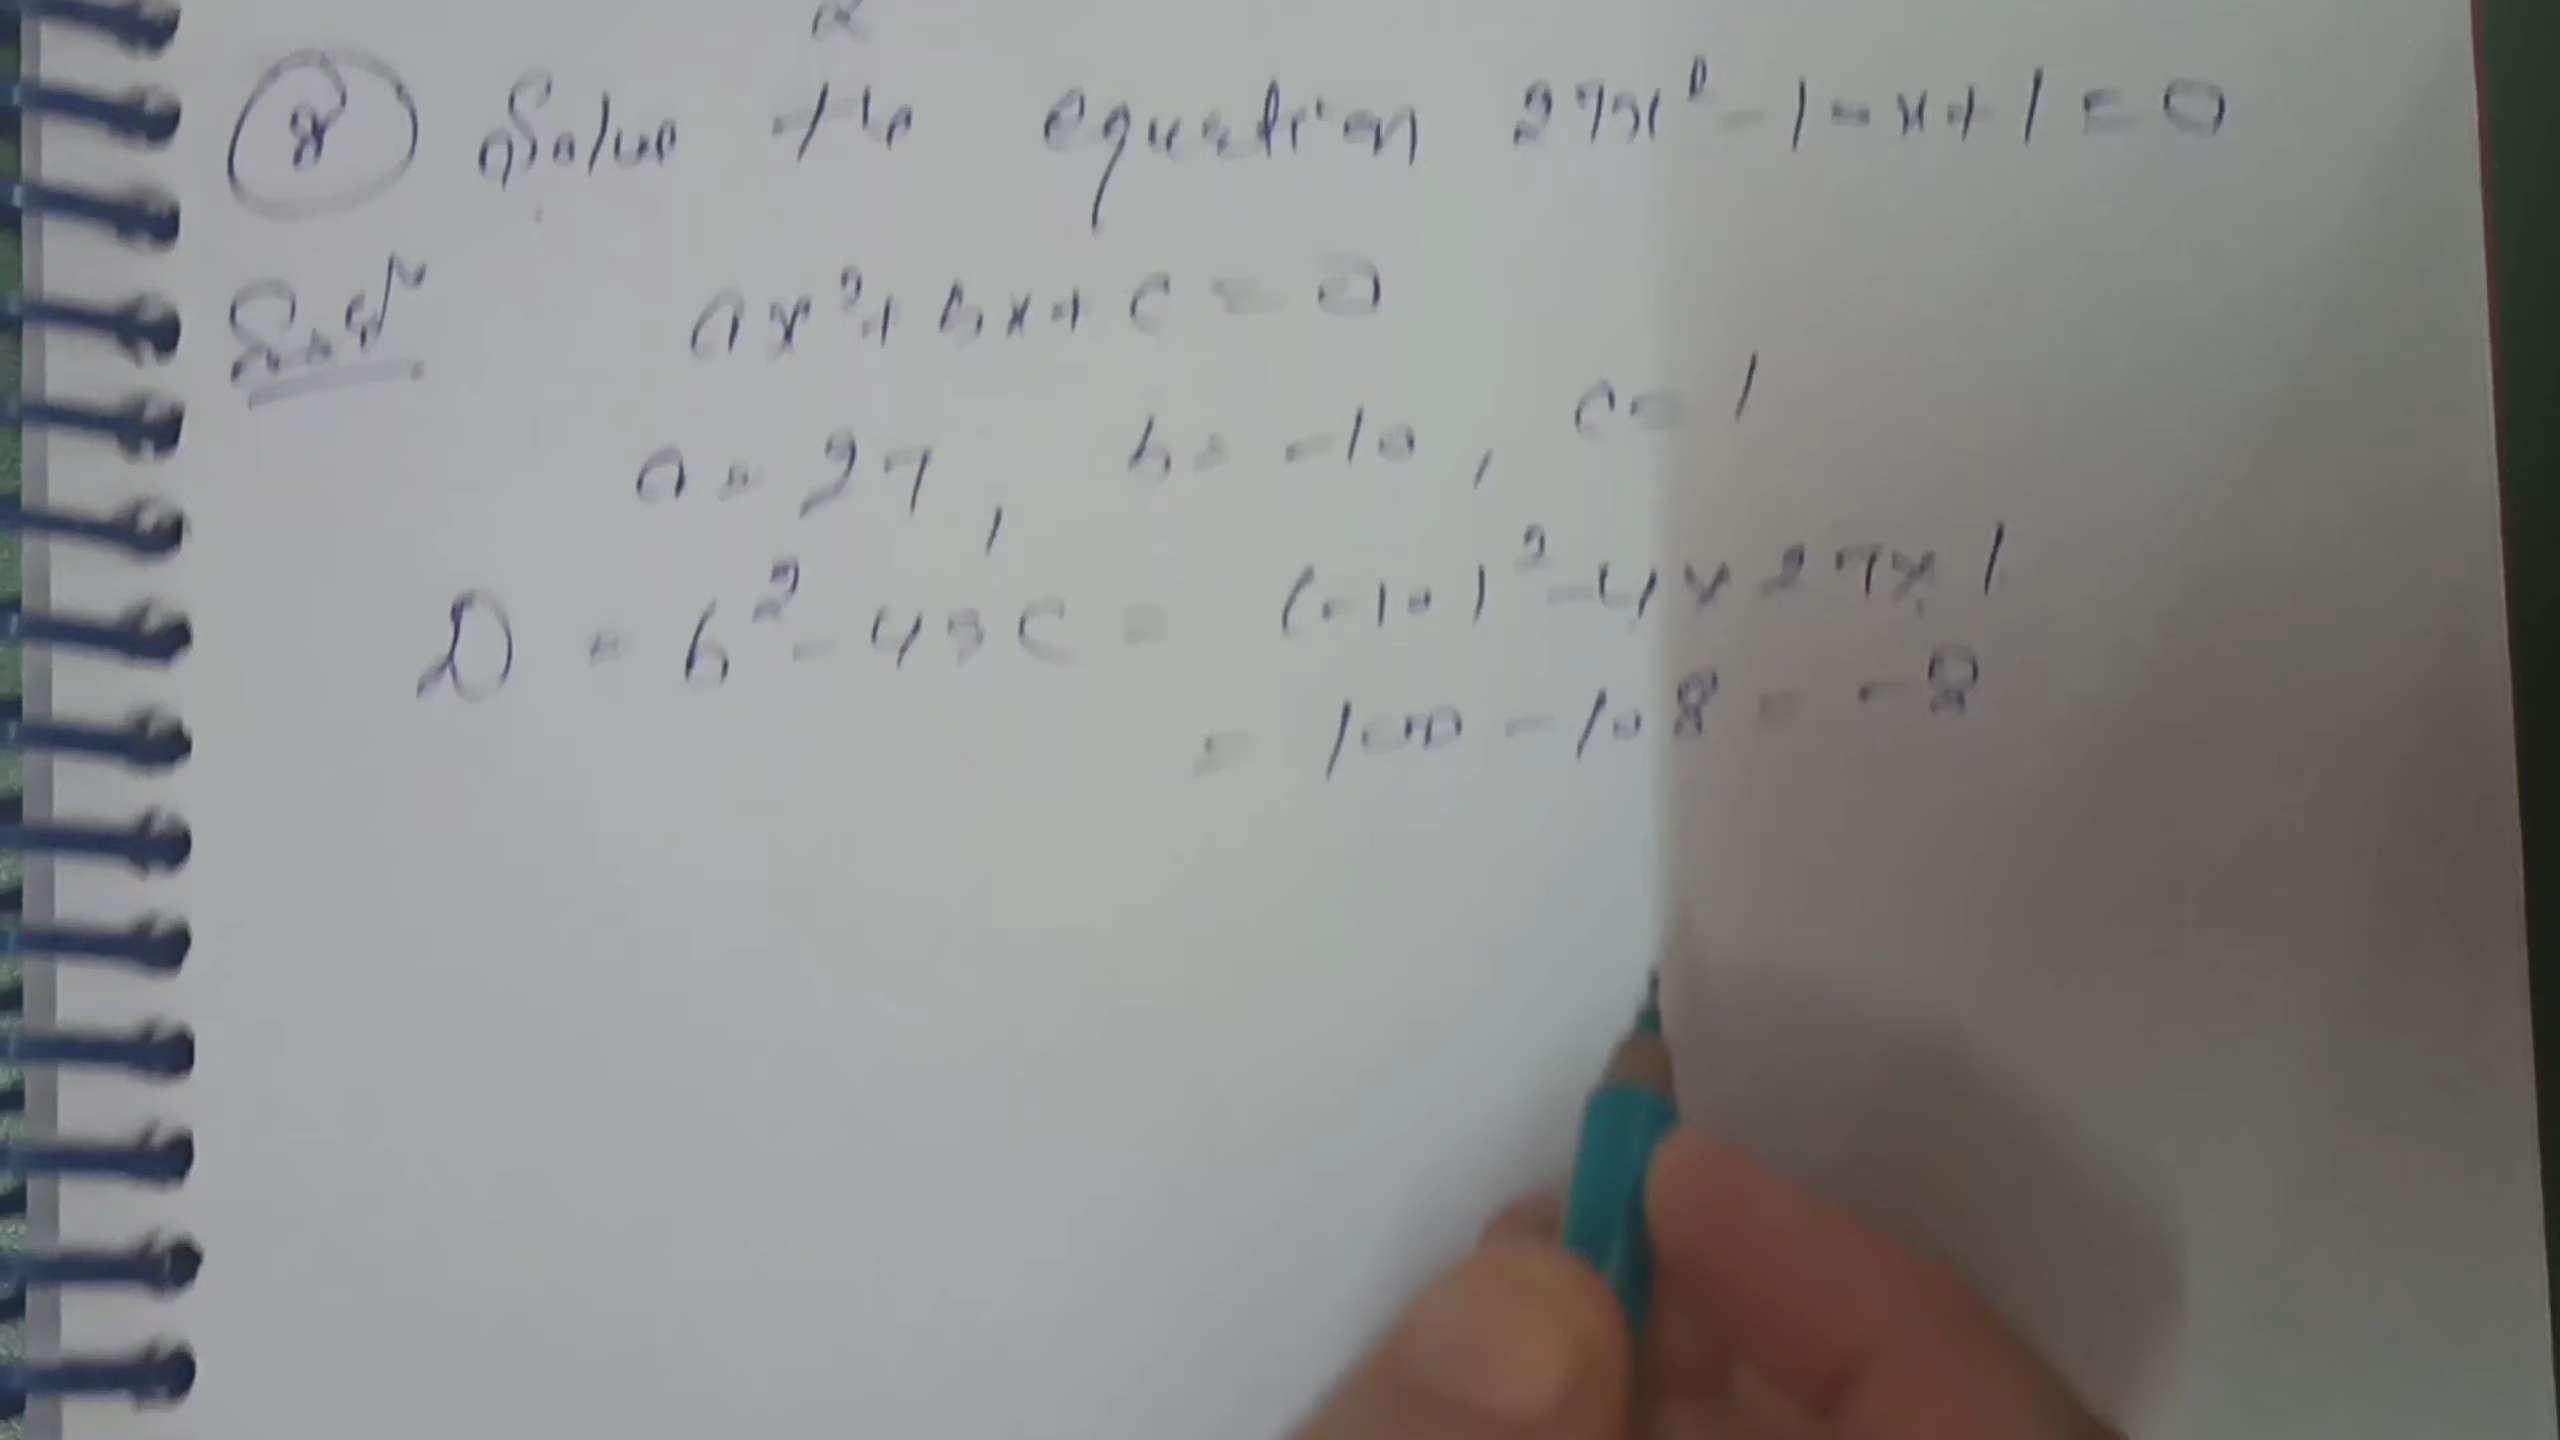 8 Solve the equation 27x² - 10x + 1 = 0
Solⁿ ax² + bx + c = 0
a = 27, b = -10, c = 1
D = b² - 4ac = (-10)² - 4 x 27 x 1
= 100 - 108 = -8